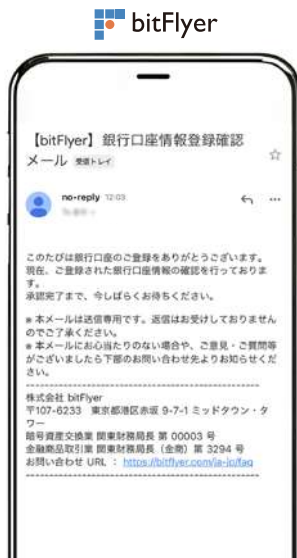 bitFlyer
【bitFlyer】銀行口座情報登録確認
メール 受信トレイ
no-reply 12:03
このたびは銀行口座のご登録をありがとうございます。
現在、ご登録された銀行口座情報の確認を行っておりま
す。
承認完了まで、今しばらくお待ちください。
※ 本メールは送信専用です。返信はお受けしておりません
のでご了承ください。
※ 本メールにお心当たりのない場合や、ご意見・ご質問等
がございましたら下部のお問い合わせ先よりお知らせくだ
さい。
株式会社 bitFlyer
〒107-6233　東京都港区赤坂 9-7-1 ミッドタウン・タ
ワー
暗号資産交換業 関東財務局長 第 00003 号
金融商品取引業 関東財務局長（金商）第 3294 号
お問い合わせ URL ： https://bitflyer.com/ja-jp/faq